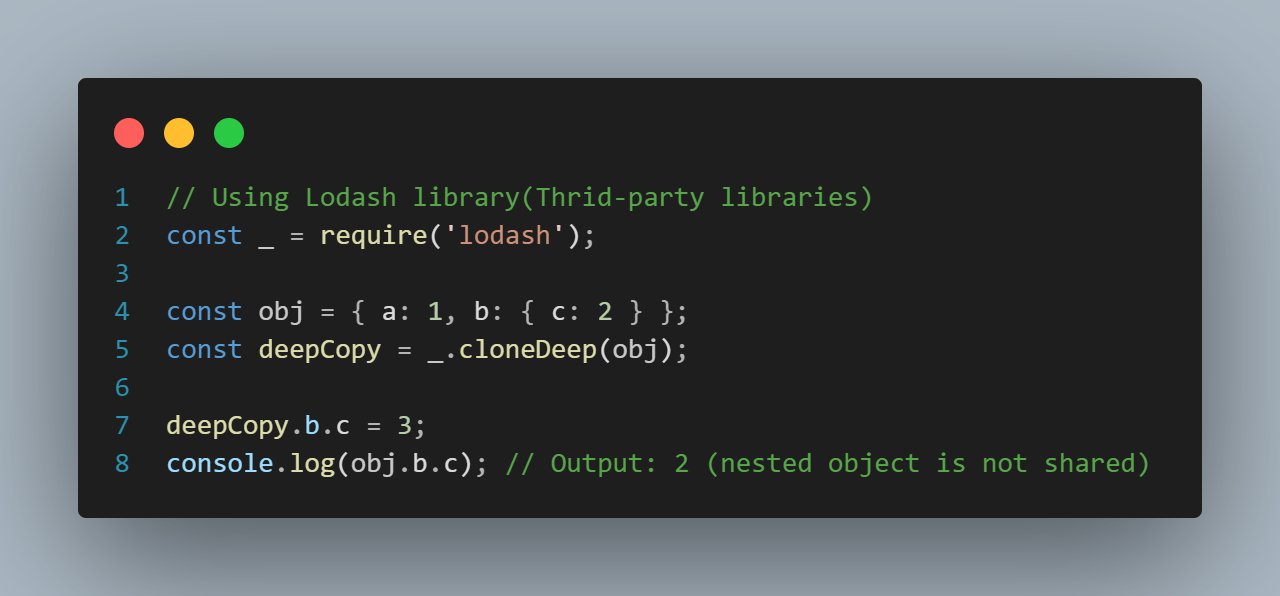 1 // Using Lodash library(Thrid-party libraries)
2 const _ = require('lodash');
3
4 const obj = { a: 1, b: { c: 2 } };
5 const deepCopy = _.cloneDeep(obj);
6
7 deepCopy.b.c = 3;
8 console.log(obj.b.c); // Output: 2 (nested object is not shared)